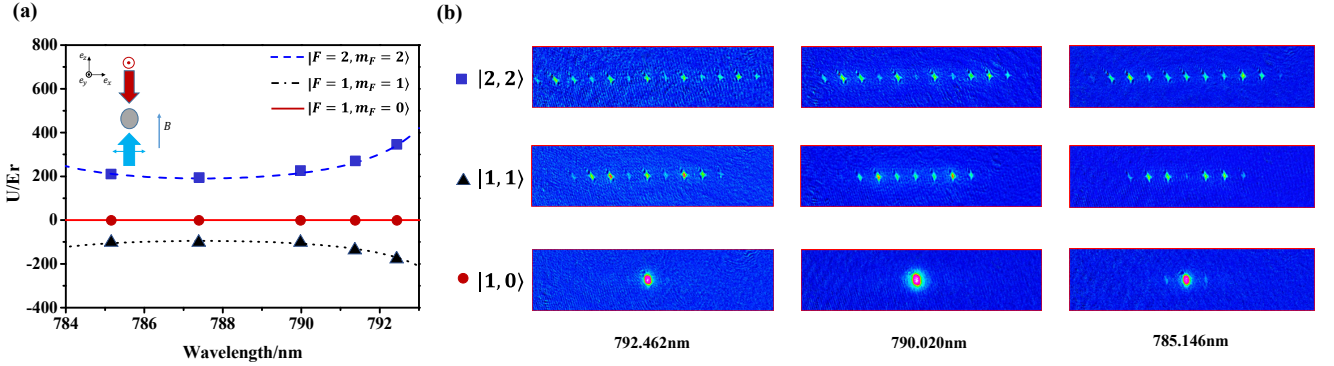 (a)
800
600
400
200
0
-200
-400
784
786
788
790
792
U/Er
Wavelength/nm
e_z
e_y
e_x
B
|F = 2, m_F = 2⟩
|F = 1, m_F = 1⟩
|F = 1, m_F = 0⟩
(b)
|2, 2⟩
|1, 1⟩
|1, 0⟩
792.462nm
790.020nm
785.146nm